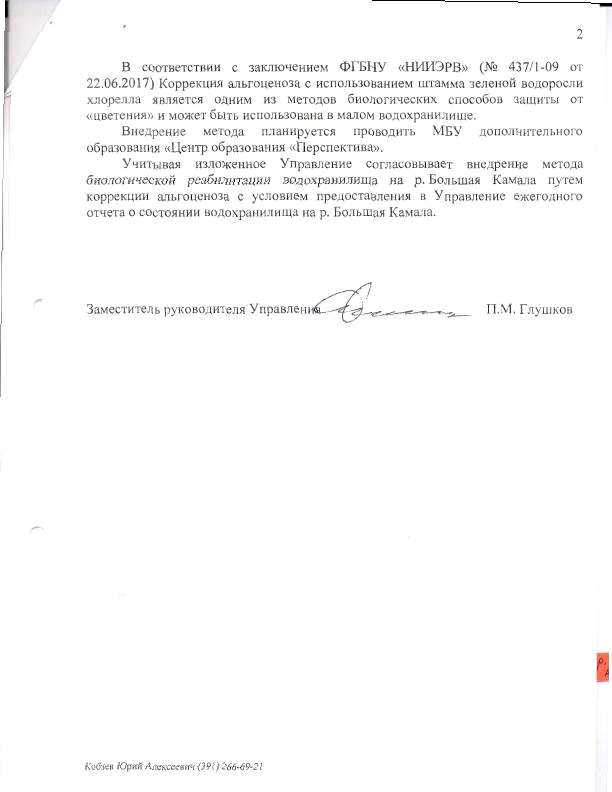 2
В соответствии с заключением ФГБНУ «НИИЭРВ» (№ 437/1-09 от
22.06.2017) Коррекция альгоценоза с использованием штамма зеленой водоросли
хлорелла является одним из методов биологических способов защиты от
«цветения» и может быть использована в малом водохранилище.
Внедрение метода планируется проводить МБУ дополнительного
образования «Центр образования «Перспектива».
Учитывая изложенное Управление согласовывает внедрение метода
биологической реабилитации водохранилища на р. Большая Камала путем
коррекции альгоценоза с условием предоставления в Управление ежегодного
отчета о состоянии водохранилища на р. Большая Камала.
Заместитель руководителя Управления П.М. Глушков
Кобзев Юрий Алексеевич (391) 266-69-21